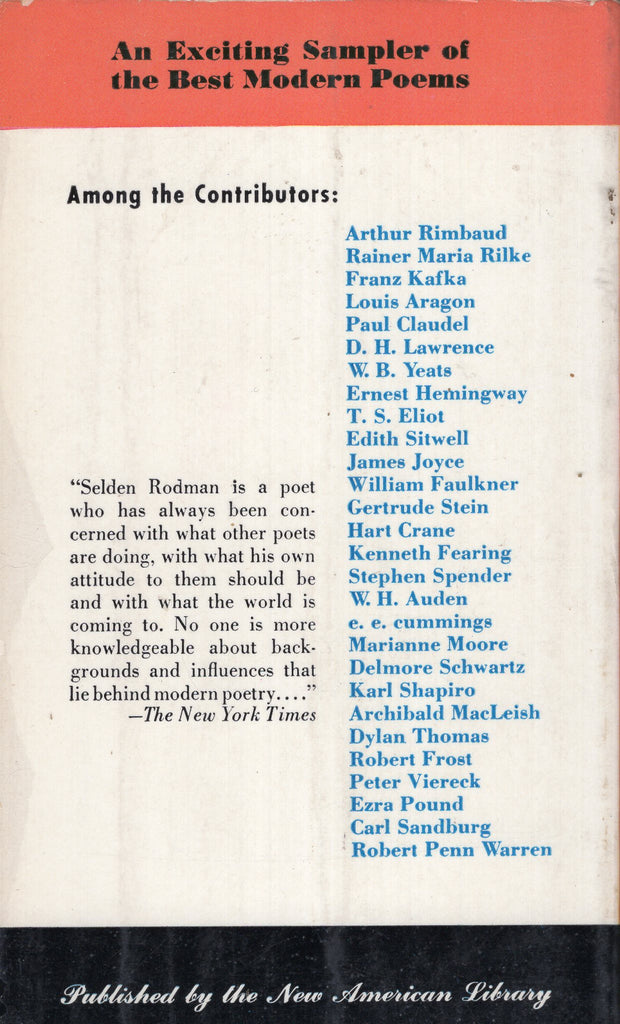 An Exciting Sampler of
the Best Modern Poems
Among the Contributors:
Arthur Rimbaud
Rainer Maria Rilke
Franz Kafka
Louis Aragon
Paul Claudel
D. H. Lawrence
W. B. Yeats
Ernest Hemingway
T. S. Eliot
Edith Sitwell
James Joyce
William Faulkner
Gertrude Stein
Hart Crane
Kenneth Fearing
Stephen Spender
W. H. Auden
e. e. cummings
Marianne Moore
Delmore Schwartz
Karl Shapiro
Archibald MacLeish
Dylan Thomas
Robert Frost
Peter Viereck
Ezra Pound
Carl Sandburg
Robert Penn Warren
“Selden Rodman is a poet
who has always been con-
cerned with what other poets
are doing, with what his own
attitude to them should be
and with what the world is
coming to. No one is more
knowledgeable about back-
grounds and influences that
lie behind modern poetry....”
—The New York Times
Published by the New American Library